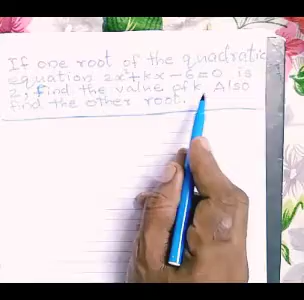 If one root of the quadratic
equation 2x²+kx-6=0 is
2, find the value of k. Also
find the other root.